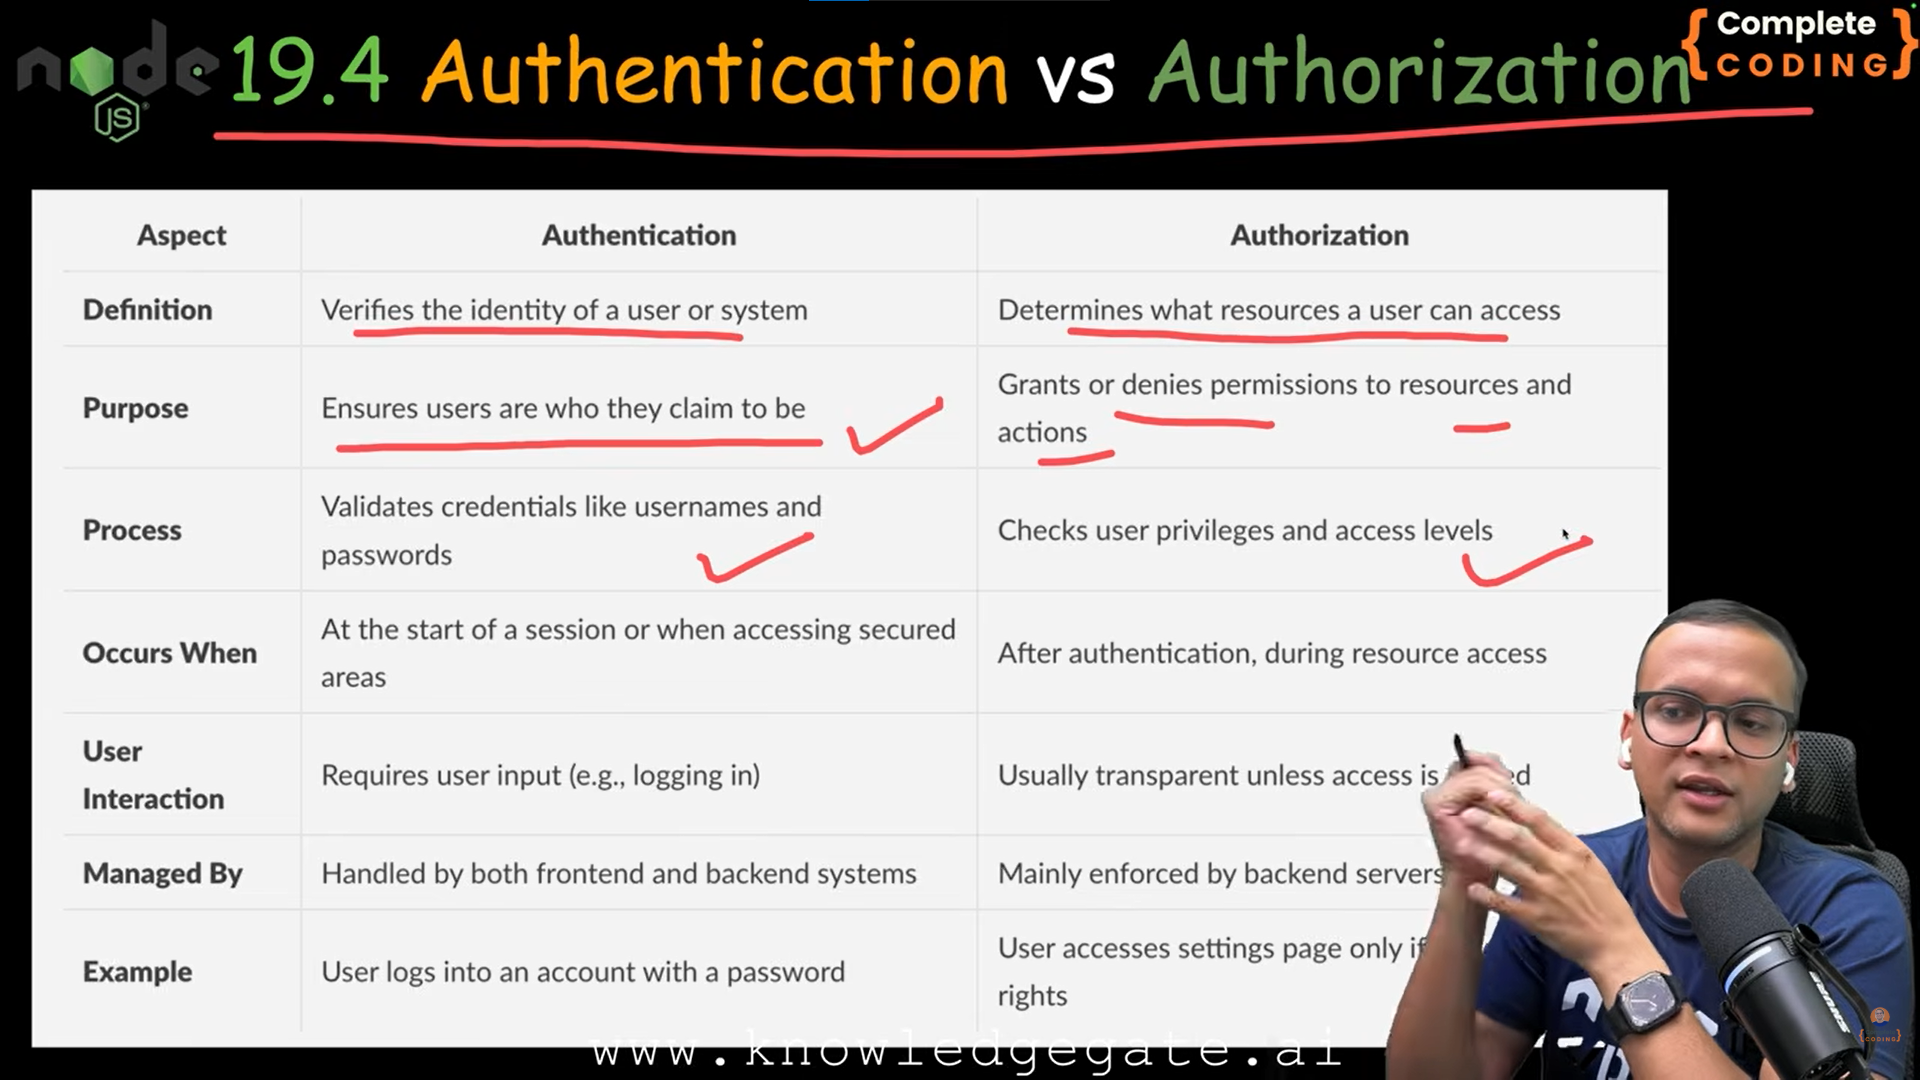 node
JS
19.4 Authentication vs Authorization
Complete
CODING
Aspect
Authentication
Authorization
Definition
Verifies the identity of a user or system
Determines what resources a user can access
Purpose
Ensures users are who they claim to be
Grants or denies permissions to resources and
actions
Process
Validates credentials like usernames and
passwords
Checks user privileges and access levels
Occurs When
At the start of a session or when accessing secured
areas
After authentication, during resource access
User
Interaction
Requires user input (e.g., logging in)
Usually transparent unless access is
Managed By
Handled by both frontend and backend systems
Mainly enforced by backend servers
Example
User logs into an account with a password
User accesses settings page only if
rights
www.knowledgegate.ai
CODING